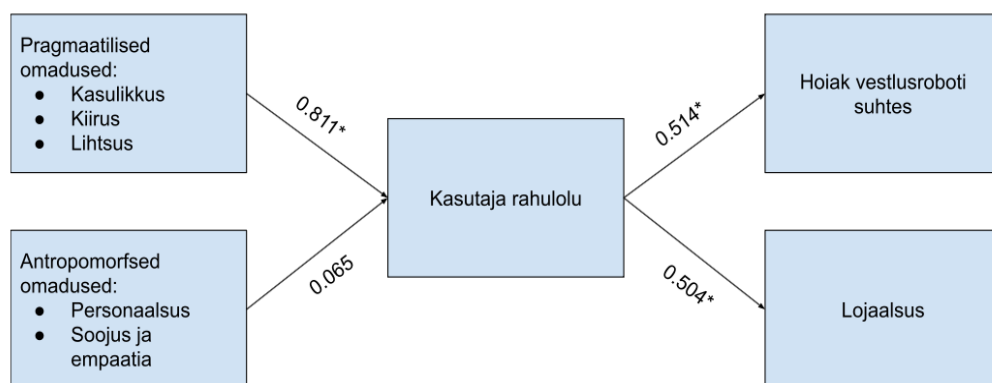 Pragmaatilised
omadused:
● Kasulikkus
● Kiirus
● Lihtsus
0.811*
Antropomorfsed
omadused:
● Personaalsus
● Soojus ja
empaatia
0.065
Kasutaja rahulolu
0.514*
Hoiak vestlusroboti
suhtes
0.504*
Lojaalsus